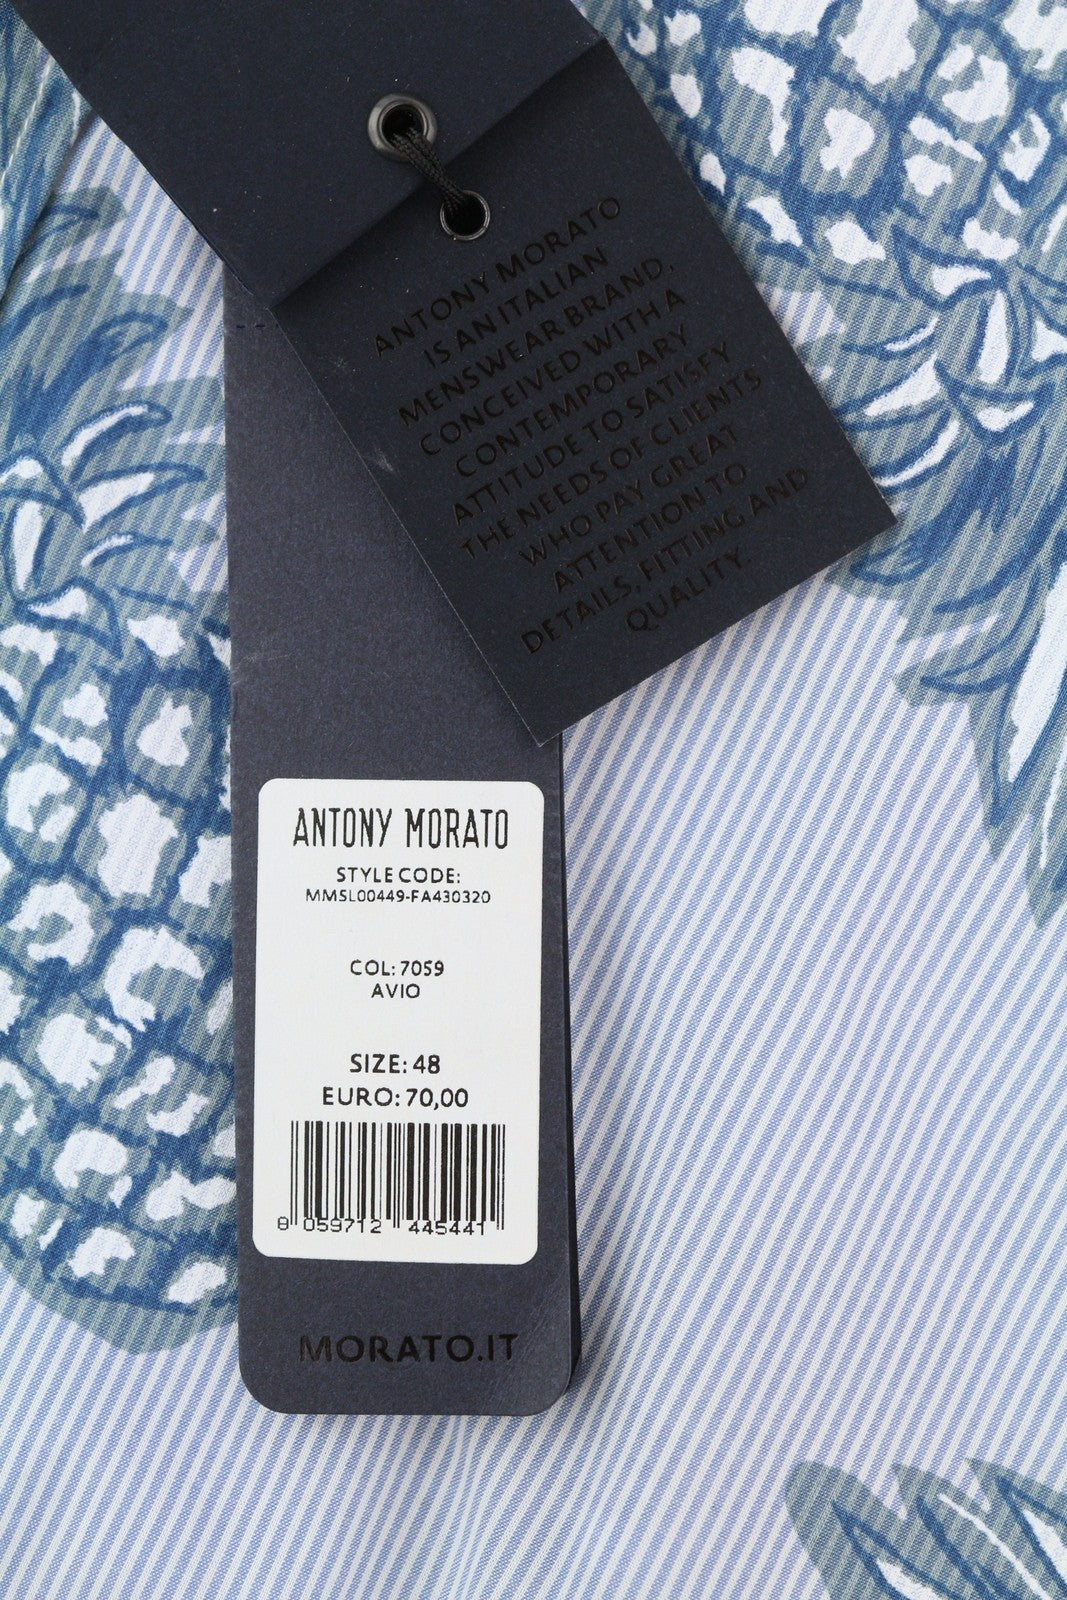 ANTONY MORATO
IS AN ITALIAN
MENSWEAR BRAND,
CONCEIVED WITH A
CONTEMPORARY
ATTITUDE TO SATISFY
THE NEEDS OF CLIENTS
WHO PAY GREAT
ATTENTION TO
DETAILS, FITTING AND
QUALITY.
ANTONY MORATO
STYLE CODE:
MMSL00449-FA430320
COL: 7059
AVIO
SIZE: 48
EURO: 70,00
8 059712 445441
MORATO.IT